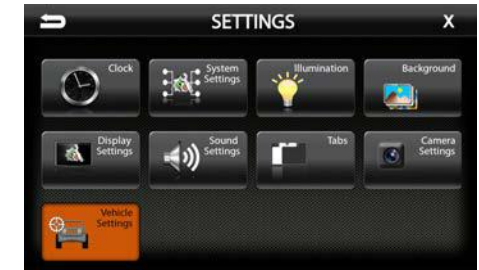 SETTINGS X
Clock
System
Settings
Illumination
Background
Display
Settings
Sound
Settings
Tabs
Camera
Settings
Vehicle
Settings